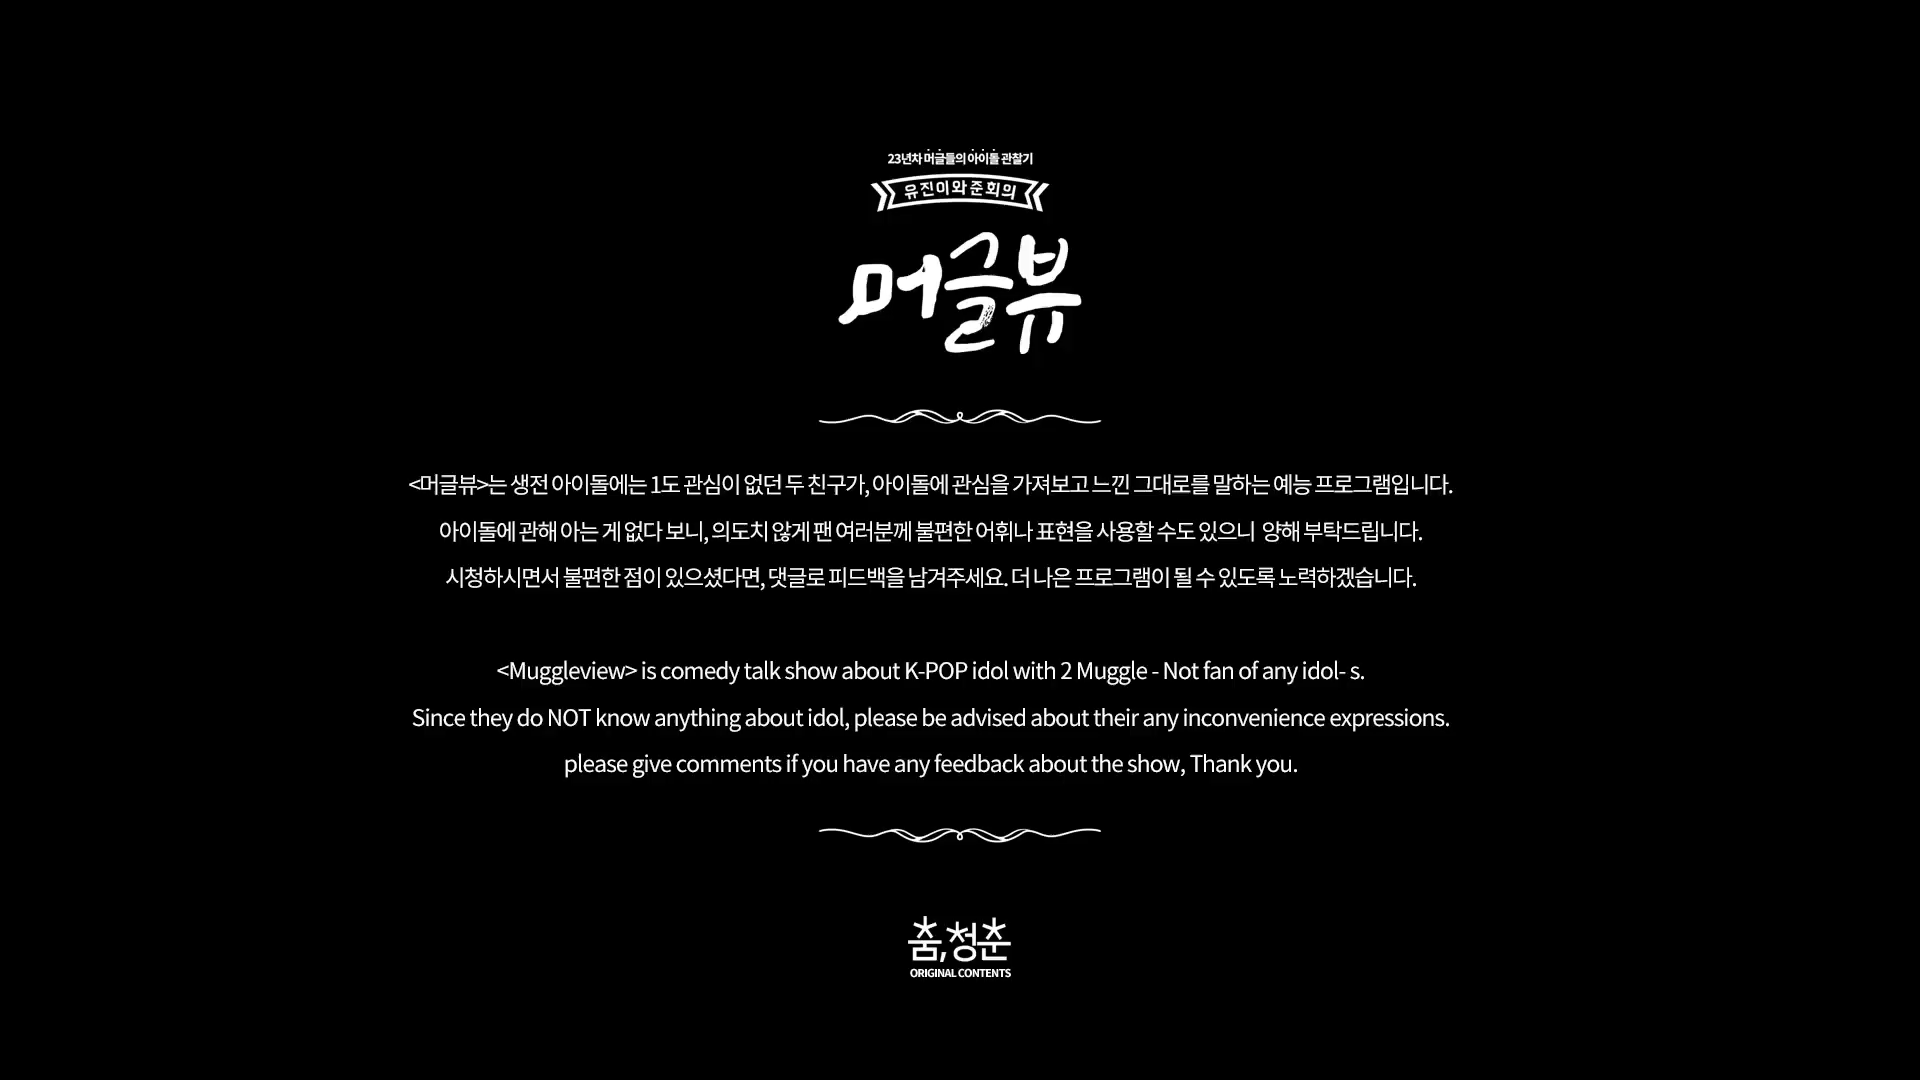 23년차 머글들의 아이돌 관찰기
유진이와 준회의
머글뷰
<머글뷰>는 생전 아이돌에는 1도 관심이 없던 두 친구가, 아이돌에 관심을 가져보고 느낀 그대로를 말하는 예능 프로그램입니다.
아이돌에 관해 아는 게 없다 보니, 의도치 않게 팬 여러분께 불편한 어휘나 표현을 사용할 수도 있으니 양해 부탁드립니다.
시청하시면서 불편한 점이 있으셨다면, 댓글로 피드백을 남겨주세요. 더 나은 프로그램이 될 수 있도록 노력하겠습니다.
<Muggleview> is comedy talk show about K-POP idol with 2 Muggle - Not fan of any idol- s.
Since they do NOT know anything about idol, please be advised about their any inconvenience expressions.
please give comments if you have any feedback about the show, Thank you.
춤,청춘
ORIGINAL CONTENTS